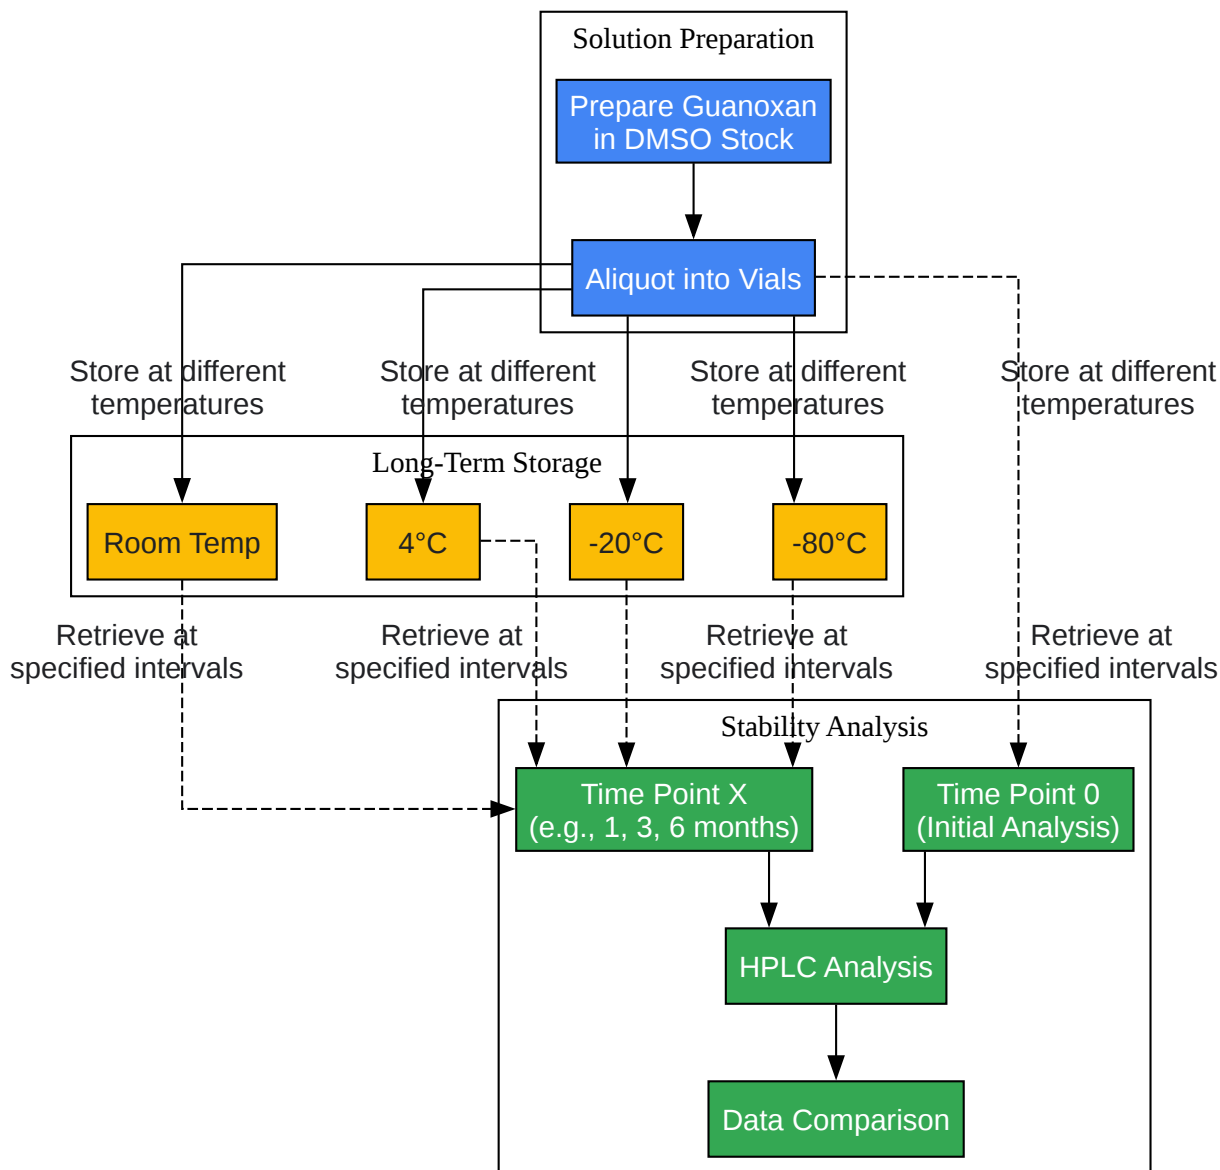 Solution Preparation
Prepare Guanoxan
in DMSO Stock
Aliquot into Vials
Store at different
temperatures
Store at different
temperatures
Store at different
temperatures
Store at different
temperatures
Long-Term Storage
Room Temp
4°C
-20°C
-80°C
Retrieve at
specified intervals
Retrieve at
specified intervals
Retrieve at
specified intervals
Retrieve at
specified intervals
Stability Analysis
Time Point X
(e.g., 1, 3, 6 months)
Time Point 0
(Initial Analysis)
HPLC Analysis
Data Comparison